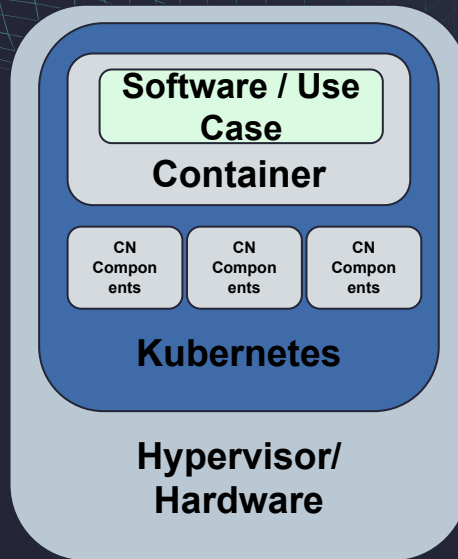 Software / Use
Case
Container
CN
Compon
ents
CN
Compon
ents
CN
Compon
ents
Kubernetes
Hypervisor/
Hardware